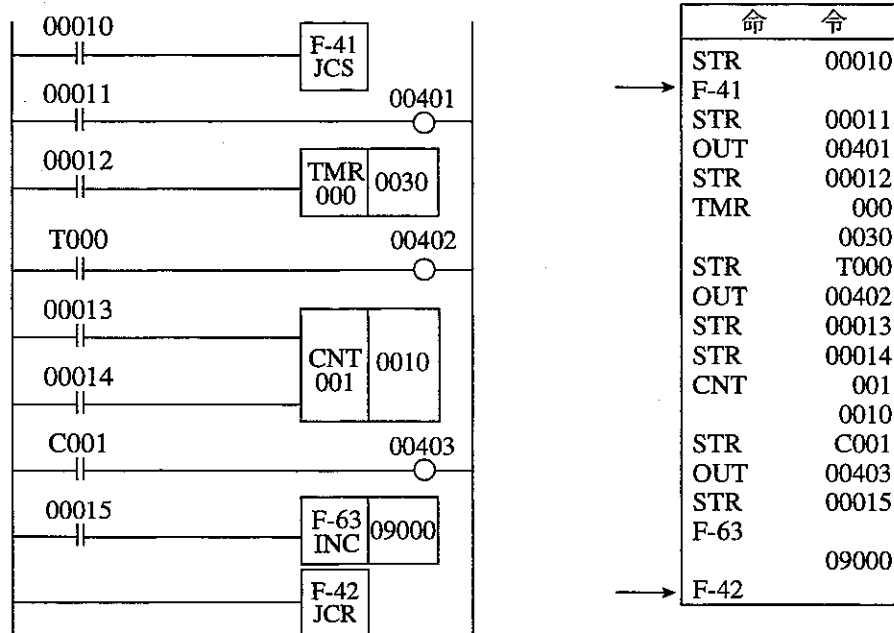 00010
F-41
JCS
00011
00401
00012
TMR
000
0030
T000
00402
00013
CNT
001
0010
00014
C001
00403
00015
F-63
INC
09000
F-42
JCR
命 令
STR 00010
F-41
STR 00011
OUT 00401
STR 00012
TMR 000
0030
STR T000
OUT 00402
STR 00013
STR 00014
CNT 001
0010
STR C001
OUT 00403
STR 00015
F-63
09000
F-42